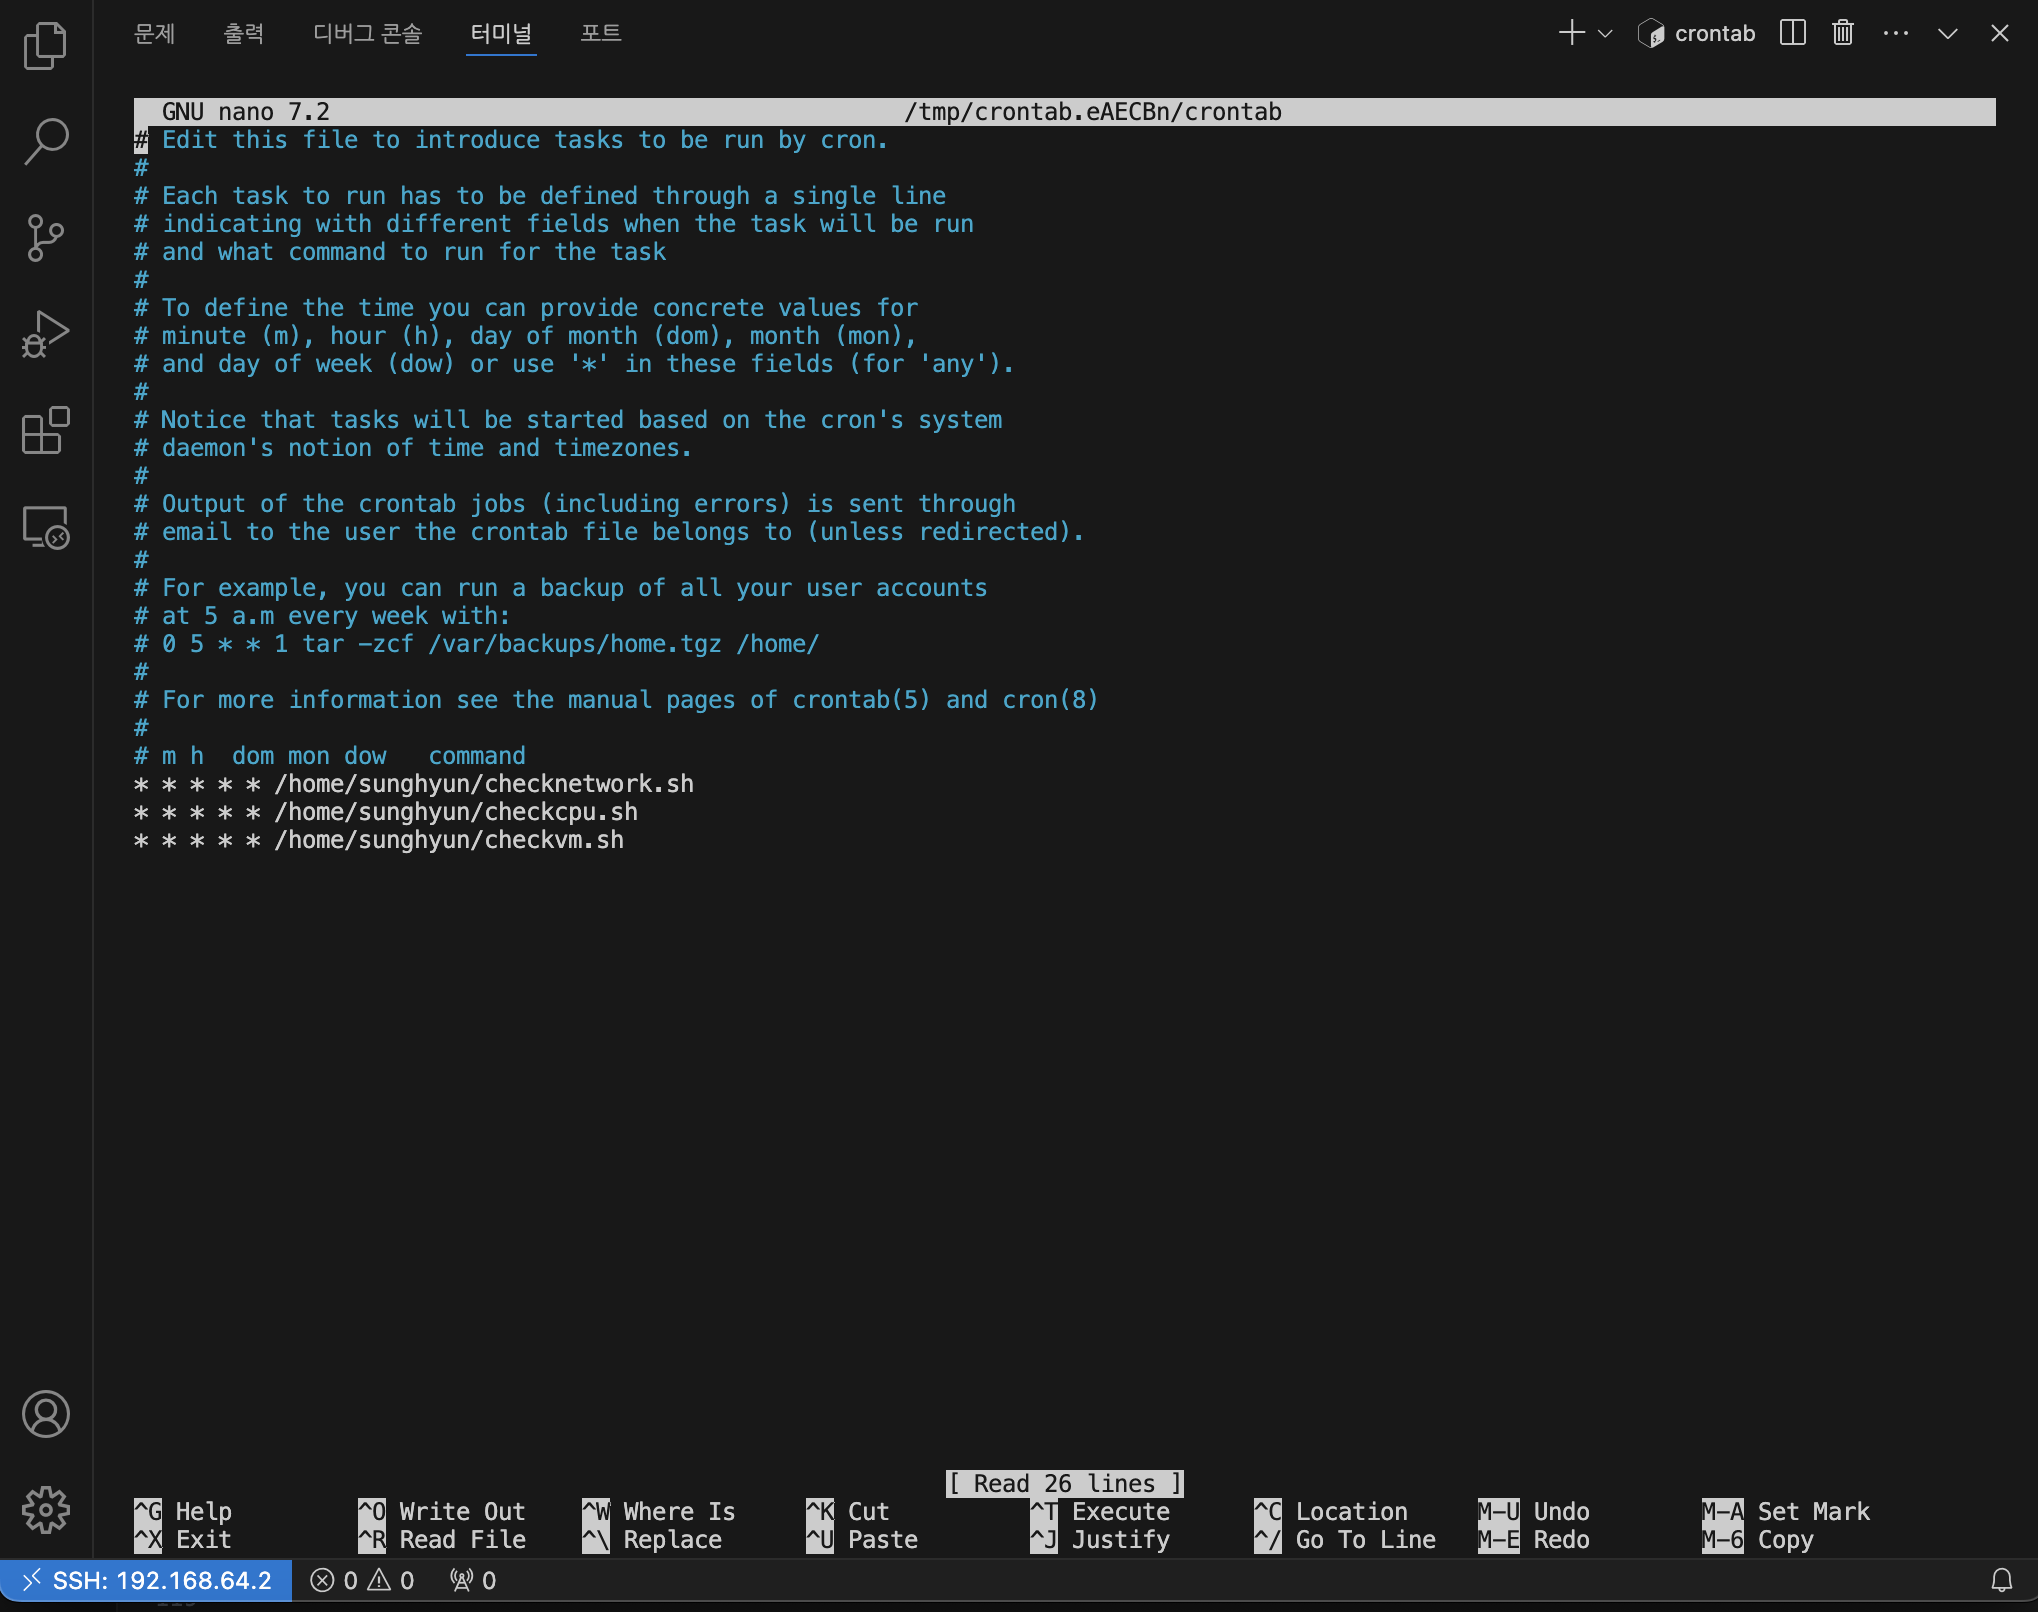 문제 출력 디버그 콘솔 터미널 포트 crontab
GNU nano 7.2 /tmp/crontab.eAECBn/crontab
# Edit this file to introduce tasks to be run by cron.
#
# Each task to run has to be defined through a single line
# indicating with different fields when the task will be run
# and what command to run for the task
#
# To define the time you can provide concrete values for
# minute (m), hour (h), day of month (dom), month (mon),
# and day of week (dow) or use '*' in these fields (for 'any').
#
# Notice that tasks will be started based on the cron's system
# daemon's notion of time and timezones.
#
# Output of the crontab jobs (including errors) is sent through
# email to the user the crontab file belongs to (unless redirected).
#
# For example, you can run a backup of all your user accounts
# at 5 a.m every week with:
# 0 5 * * 1 tar -zcf /var/backups/home.tgz /home/
#
# For more information see the manual pages of crontab(5) and cron(8)
#
# m h  dom mon dow   command
* * * * * /home/sunghyun/checknetwork.sh
* * * * * /home/sunghyun/checkcpu.sh
* * * * * /home/sunghyun/checkvm.sh
[ Read 26 lines ]
^G Help ^O Write Out ^W Where Is ^K Cut ^T Execute ^C Location M-U Undo M-A Set Mark
^X Exit ^R Read File ^\ Replace ^U Paste ^J Justify ^/ Go To Line M-E Redo M-6 Copy
SSH: 192.168.64.2 0 0 0